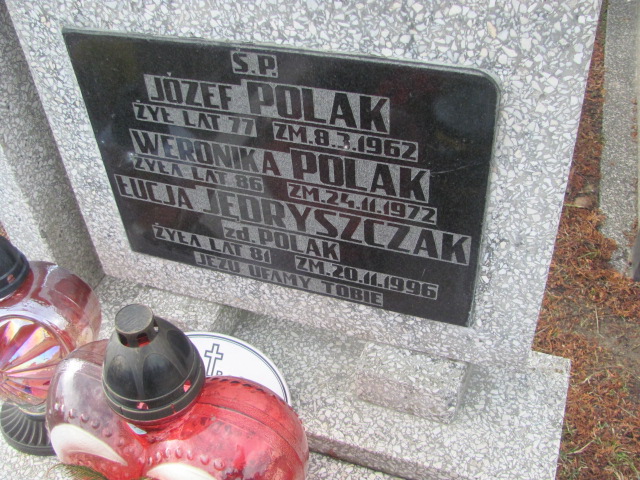 Ś.P.
JÓZEF POLAK
ŻYŁ LAT 77 ZM. 8.3.1962
WERONIKA POLAK
ŻYŁA LAT 86 ZM. 24.11.1972
ŁUCJA JĘDRYSZCZAK
zd. POLAK
ŻYŁA LAT 81 ZM. 20.11.1996
JEZU UFAMY TOBIE